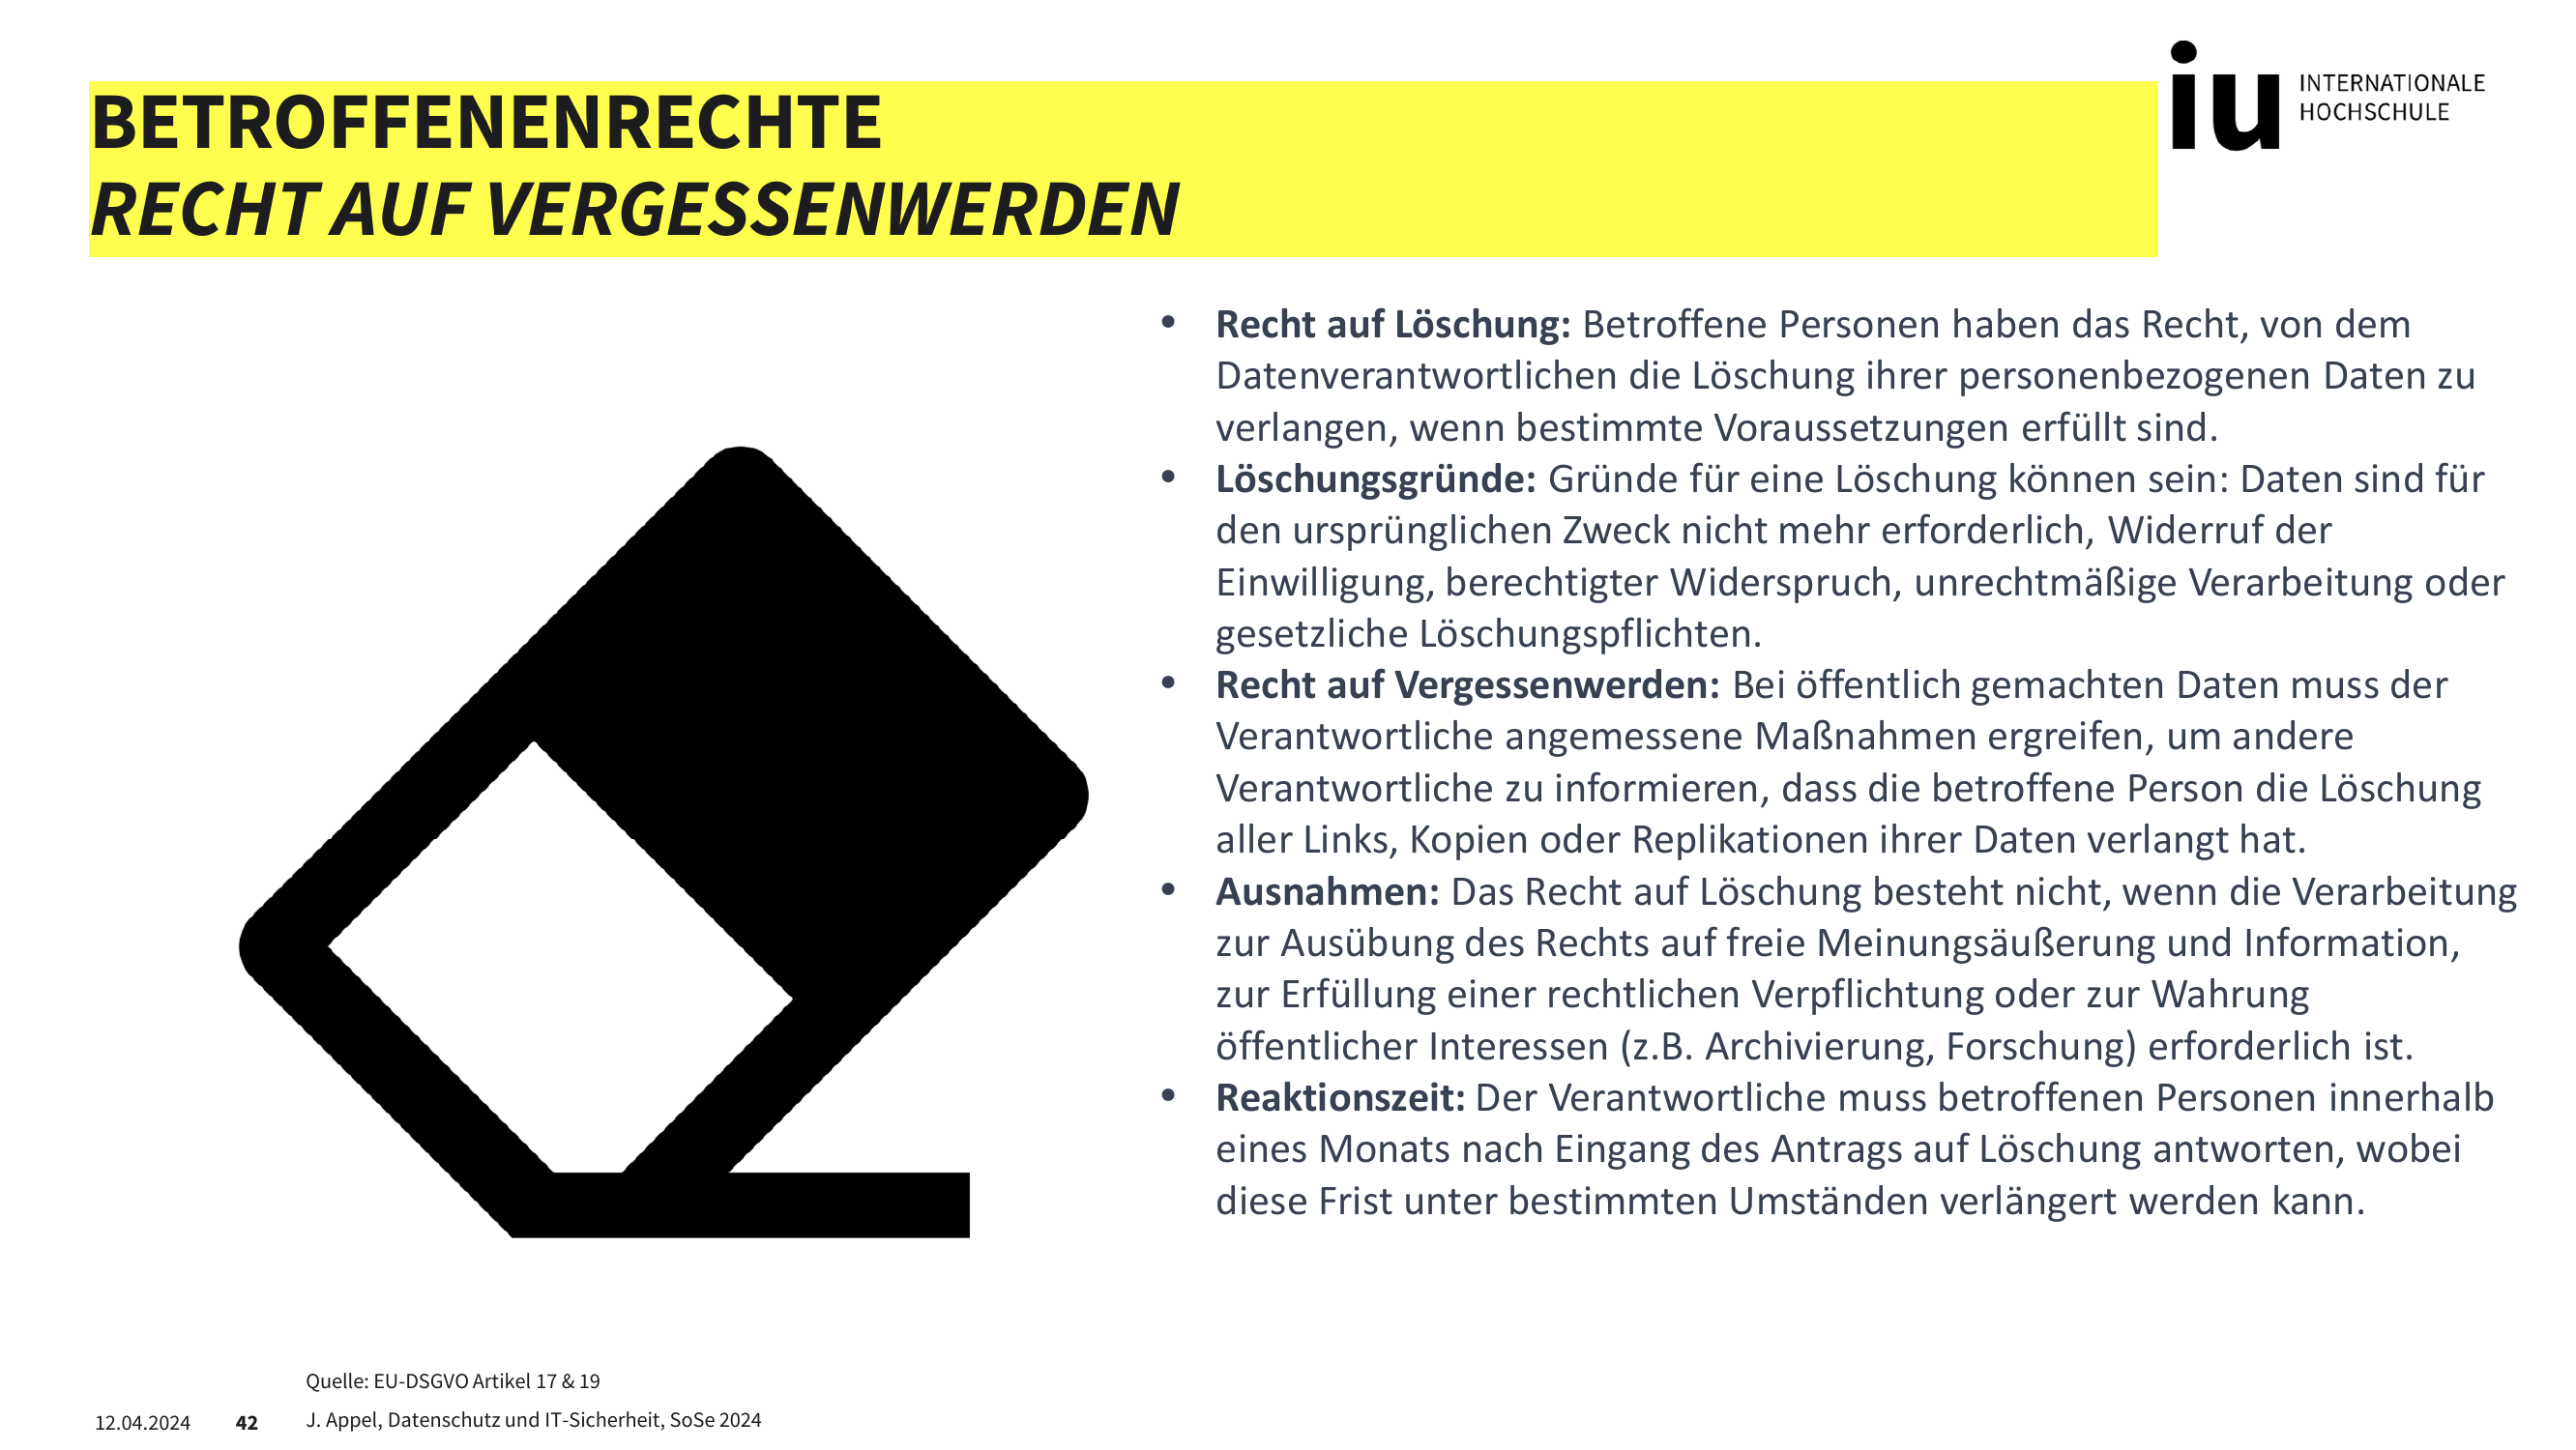 BETROFFENENRECHTE
RECHT AUF VERGESSENWERDEN
iu INTERNATIONALE
HOCHSCHULE
• Recht auf Löschung: Betroffene Personen haben das Recht, von dem
Datenverantwortlichen die Löschung ihrer personenbezogenen Daten zu
verlangen, wenn bestimmte Voraussetzungen erfüllt sind.
• Löschungsgründe: Gründe für eine Löschung können sein: Daten sind für
den ursprünglichen Zweck nicht mehr erforderlich, Widerruf der
Einwilligung, berechtigter Widerspruch, unrechtmäßige Verarbeitung oder
gesetzliche Löschungspflichten.
• Recht auf Vergessenwerden: Bei öffentlich gemachten Daten muss der
Verantwortliche angemessene Maßnahmen ergreifen, um andere
Verantwortliche zu informieren, dass die betroffene Person die Löschung
aller Links, Kopien oder Replikationen ihrer Daten verlangt hat.
• Ausnahmen: Das Recht auf Löschung besteht nicht, wenn die Verarbeitung
zur Ausübung des Rechts auf freie Meinungsäußerung und Information,
zur Erfüllung einer rechtlichen Verpflichtung oder zur Wahrung
öffentlicher Interessen (z.B. Archivierung, Forschung) erforderlich ist.
• Reaktionszeit: Der Verantwortliche muss betroffenen Personen innerhalb
eines Monats nach Eingang des Antrags auf Löschung antworten, wobei
diese Frist unter bestimmten Umständen verlängert werden kann.
Quelle: EU-DSGVO Artikel 17 & 19
12.04.2024 42 J. Appel, Datenschutz und IT-Sicherheit, SoSe 2024